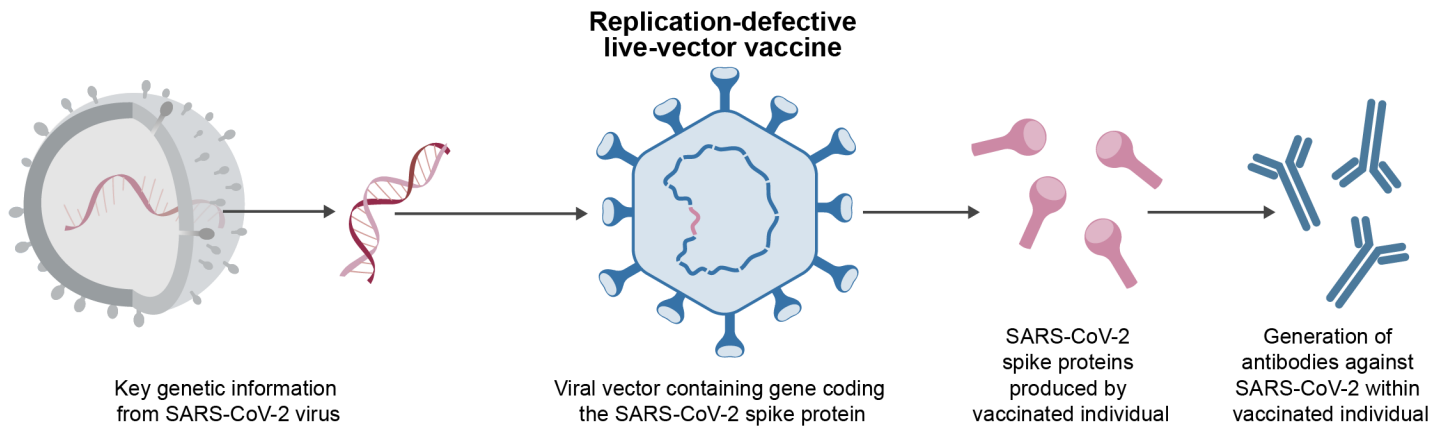 Replication-defective
live-vector vaccine
Key genetic information
from SARS-CoV-2 virus
Viral vector containing gene coding
the SARS-CoV-2 spike protein
SARS-CoV-2
spike proteins
produced by
vaccinated individual
Generation of
antibodies against
SARS-CoV-2 within
vaccinated individual